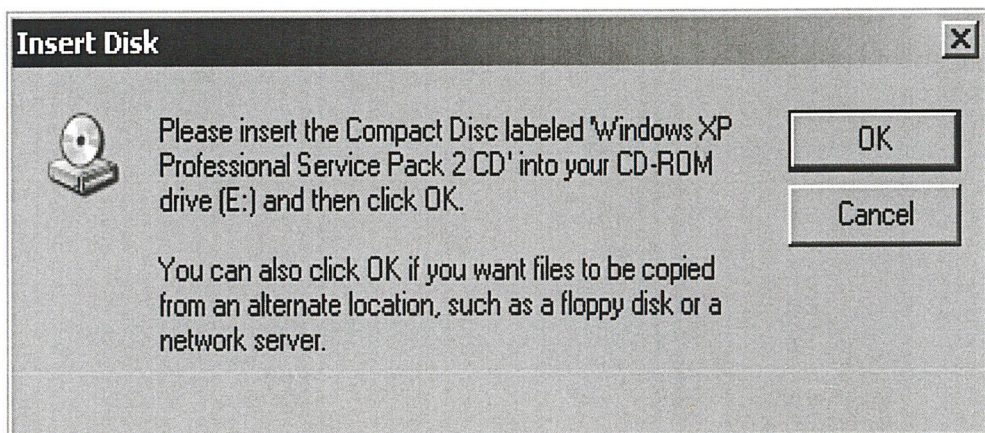 Insert Disk
Please insert the Compact Disc labeled 'Windows XP
Professional Service Pack 2 CD' into your CD-ROM
drive (E:) and then click OK.
You can also click OK if you want files to be copied
from an alternate location, such as a floppy disk or a
network server.
OK
Cancel